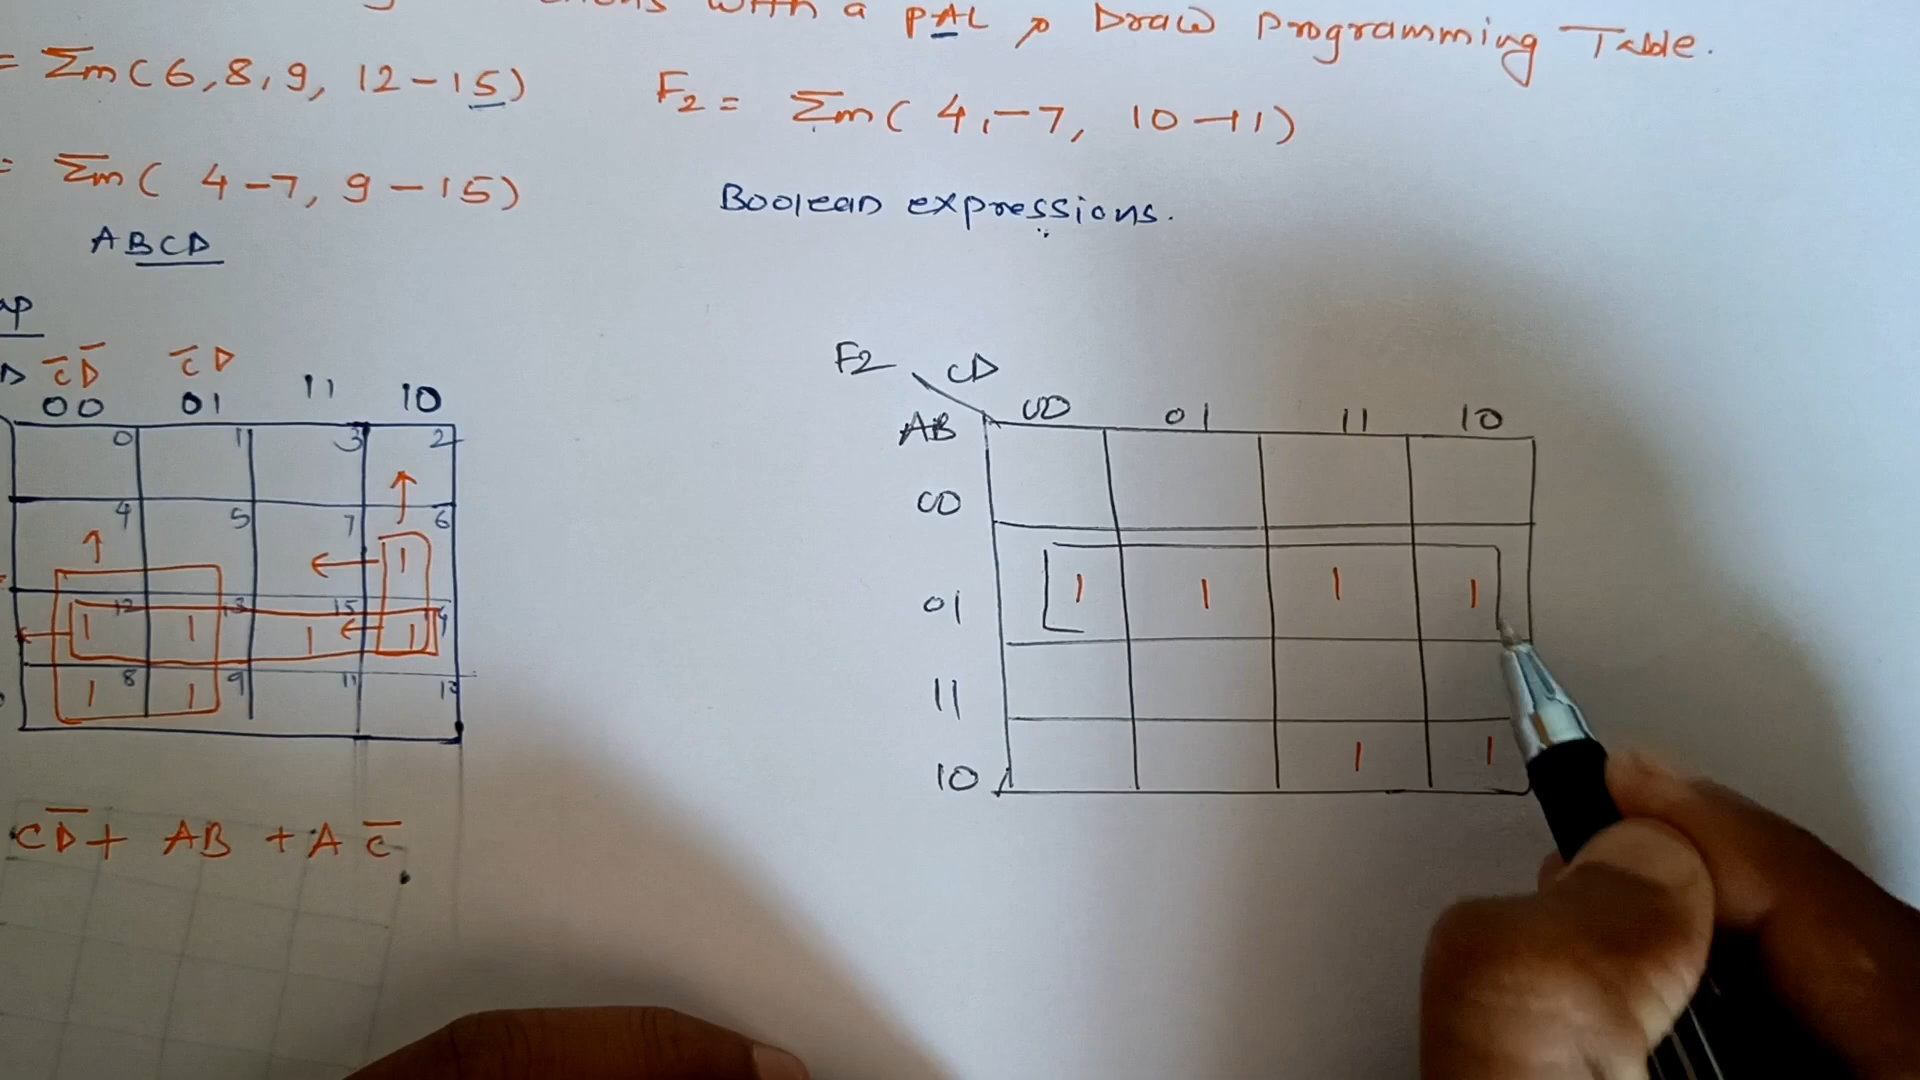 with a PAL, Draw Programming Table.
= Σm(6,8,9, 12-15)
F2 = Σm( 4,-7, 10-11)
= Σm( 4-7, 9-15)
Boolean expressions.
ABCD
C̅D̅ C̅D
00 01 11 10
0 1 3 2
4 5 7 6
1
12 13 15 14
1 1 1 1
8 9 11 10
1 1
CD̅ + AB + AC̅.
F2 CD
AB 00 01 11 10
00
01 1 1 1 1
11
10 1 1